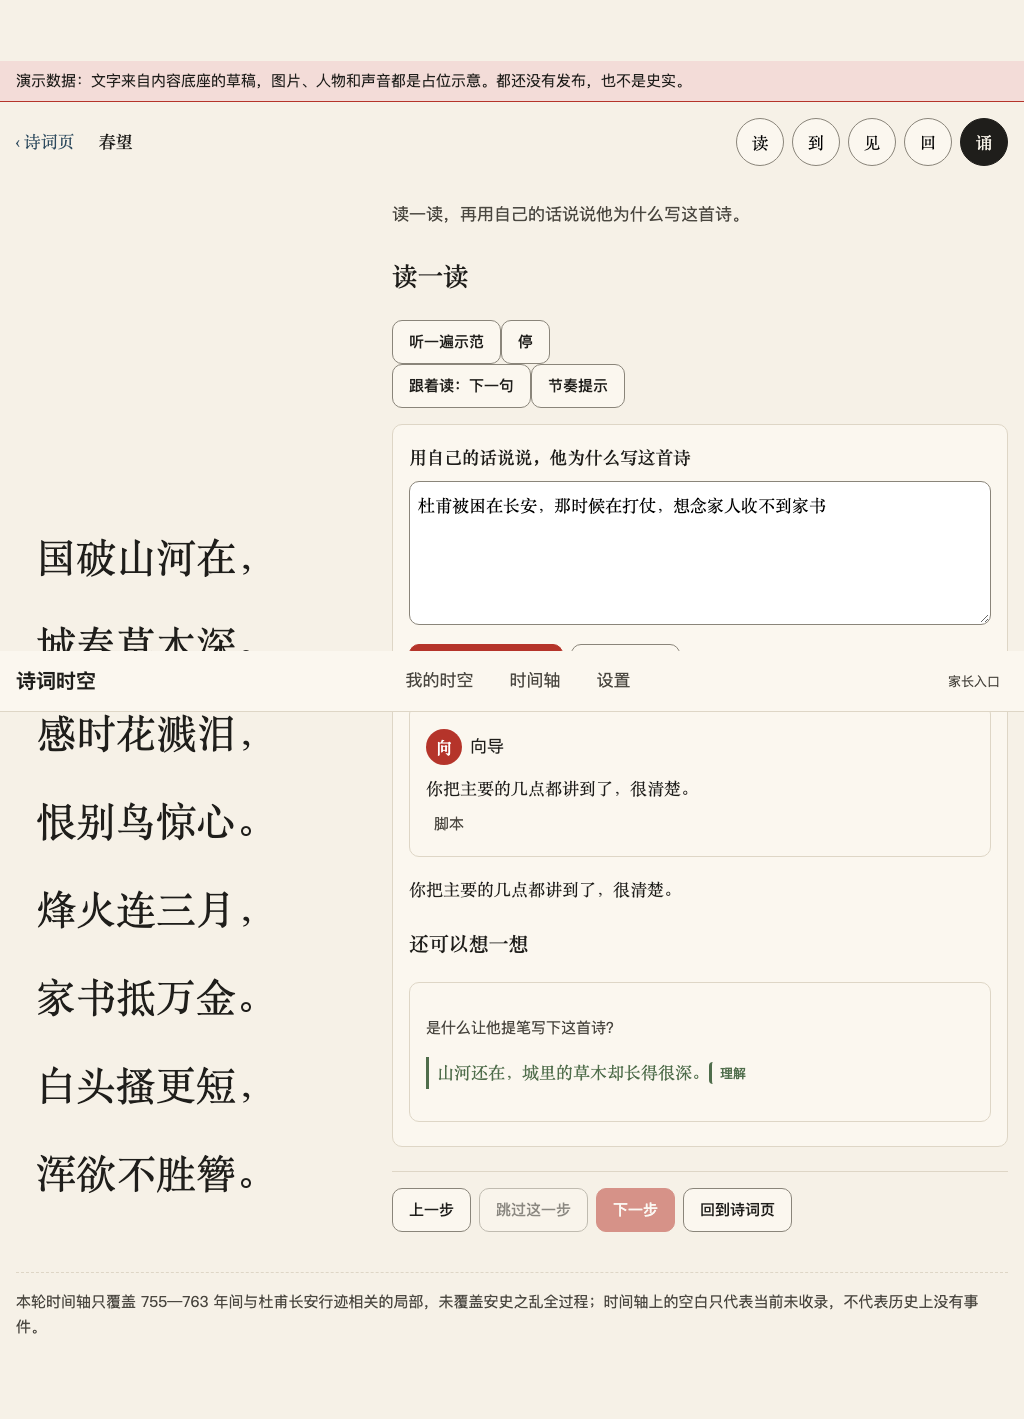 演示数据：文字来自内容底座的草稿，图片、人物和声音都是占位示意。都还没有发布，也不是史实。
‹ 诗词页 春望 读 到 见 回 诵
读一读，再用自己的话说说他为什么写这首诗。
读一读
听一遍示范 停
跟着读：下一句 节奏提示
用自己的话说说，他为什么写这首诗
杜甫被困在长安，那时候在打仗，想念家人收不到家书
国破山河在，
城春草木深。
诗词时空 我的时空 时间轴 设置 家长入口
感时花溅泪，
恨别鸟惊心。
烽火连三月，
家书抵万金。
白头搔更短，
浑欲不胜簪。
向 向导
你把主要的几点都讲到了，很清楚。
脚本
你把主要的几点都讲到了，很清楚。
还可以想一想
是什么让他提笔写下这首诗？
山河还在，城里的草木却长得很深。 理解
上一步 跳过这一步 下一步 回到诗词页
本轮时间轴只覆盖 755—763 年间与杜甫长安行迹相关的局部，未覆盖安史之乱全过程；时间轴上的空白只代表当前未收录，不代表历史上没有事
件。